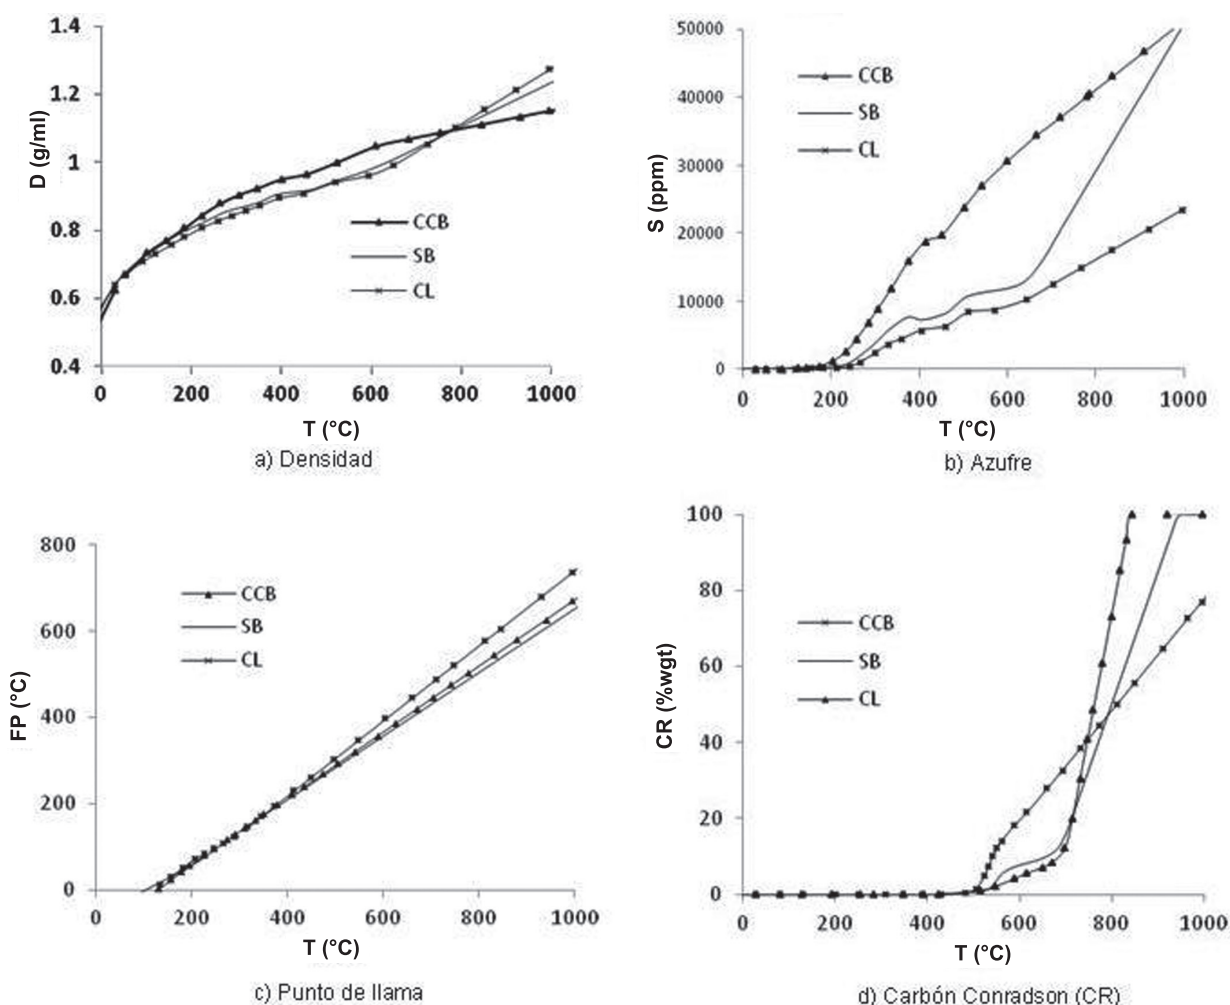 1.4
1.2
1
0.8
0.6
0.4
D (g/ml)
CCB
SB
CL
0 200 400 600 800 1000
T (°C)
a) Densidad
50000
40000
30000
20000
10000
0
S (ppm)
CCB
SB
CL
0 200 400 600 800 1000
T (°C)
b) Azufre
800
600
400
200
0
FP (°C)
CCB
SB
CL
0 200 400 600 800 1000
T (°C)
c) Punto de llama
100
80
60
40
20
0
CR (%wgt)
CCB
SB
CL
0 200 400 600 800 1000
T (°C)
d) Carbón Conradson (CR)